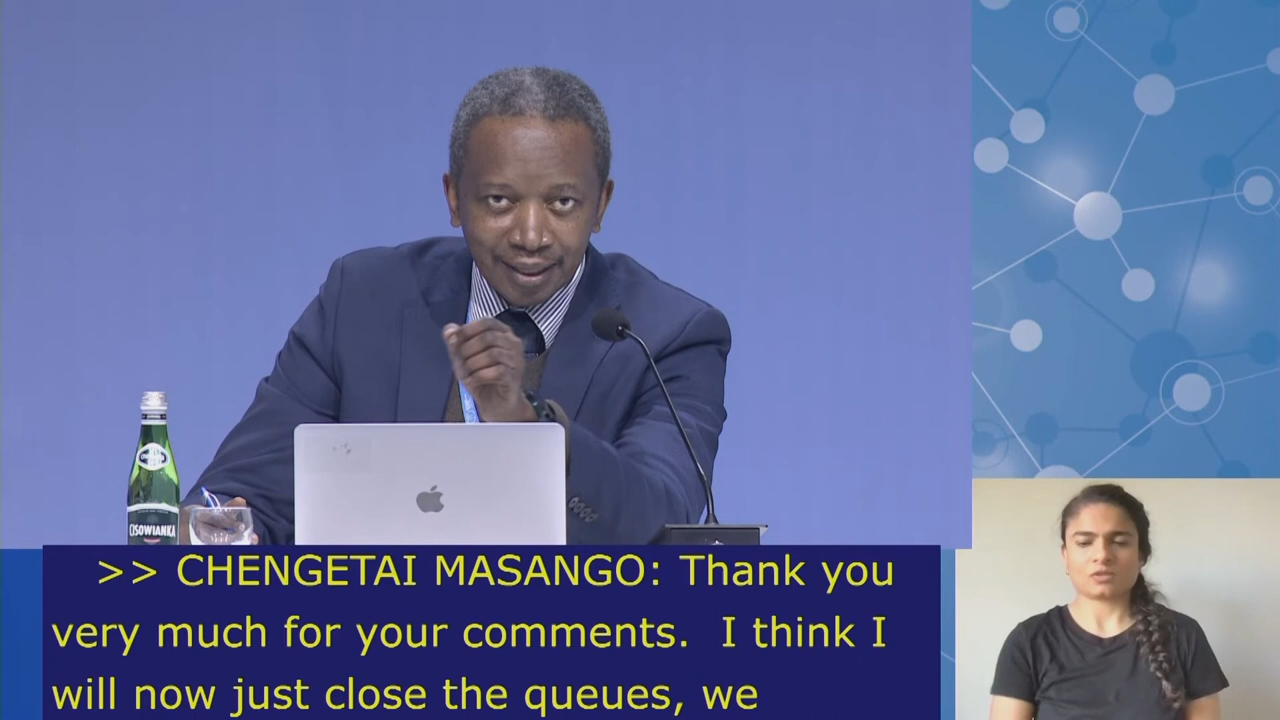 CISOWIANKA
>> CHENGETAI MASANGO: Thank you
very much for your comments.  I think I
will now just close the queues, we